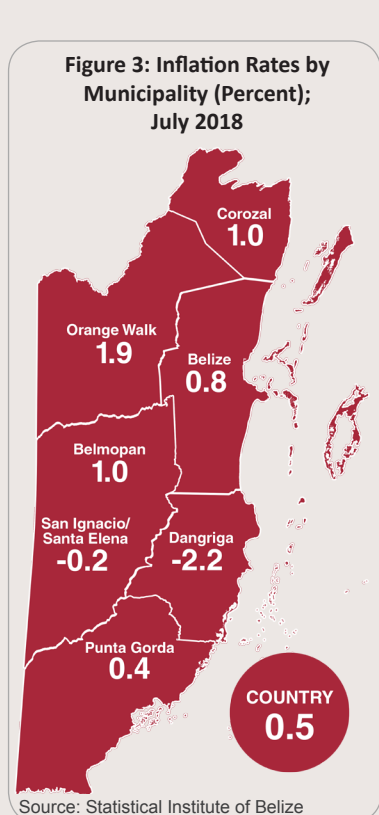 Figure 3: Inflation Rates by
Municipality (Percent);
July 2018
Corozal
1.0
Orange Walk
1.9
Belize
0.8
Belmopan
1.0
San Ignacio/
Santa Elena
-0.2
Dangriga
-2.2
Punta Gorda
0.4
COUNTRY
0.5
Source: Statistical Institute of Belize